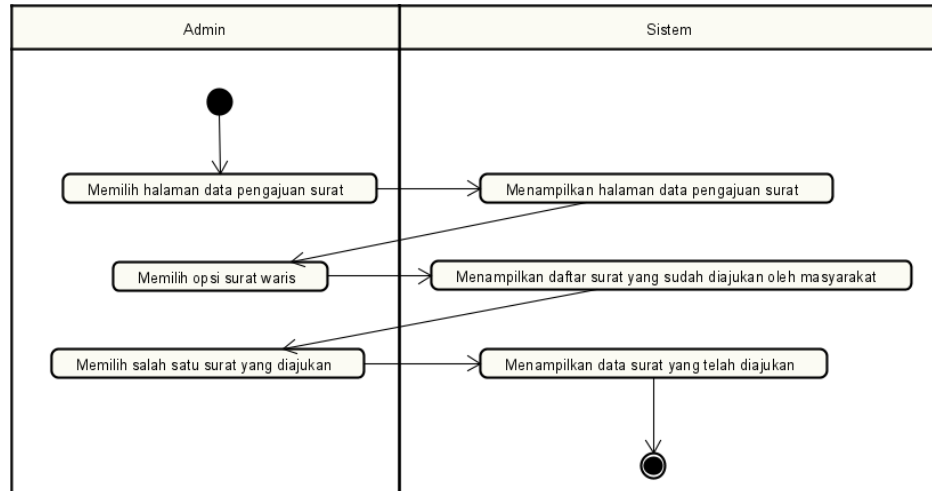 Admin
Sistem
Memilih halaman data pengajuan surat
Menampilkan halaman data pengajuan surat
Memilih opsi surat waris
Menampilkan daftar surat yang sudah diajukan oleh masyarakat
Memilih salah satu surat yang diajukan
Menampilkan data surat yang telah diajukan